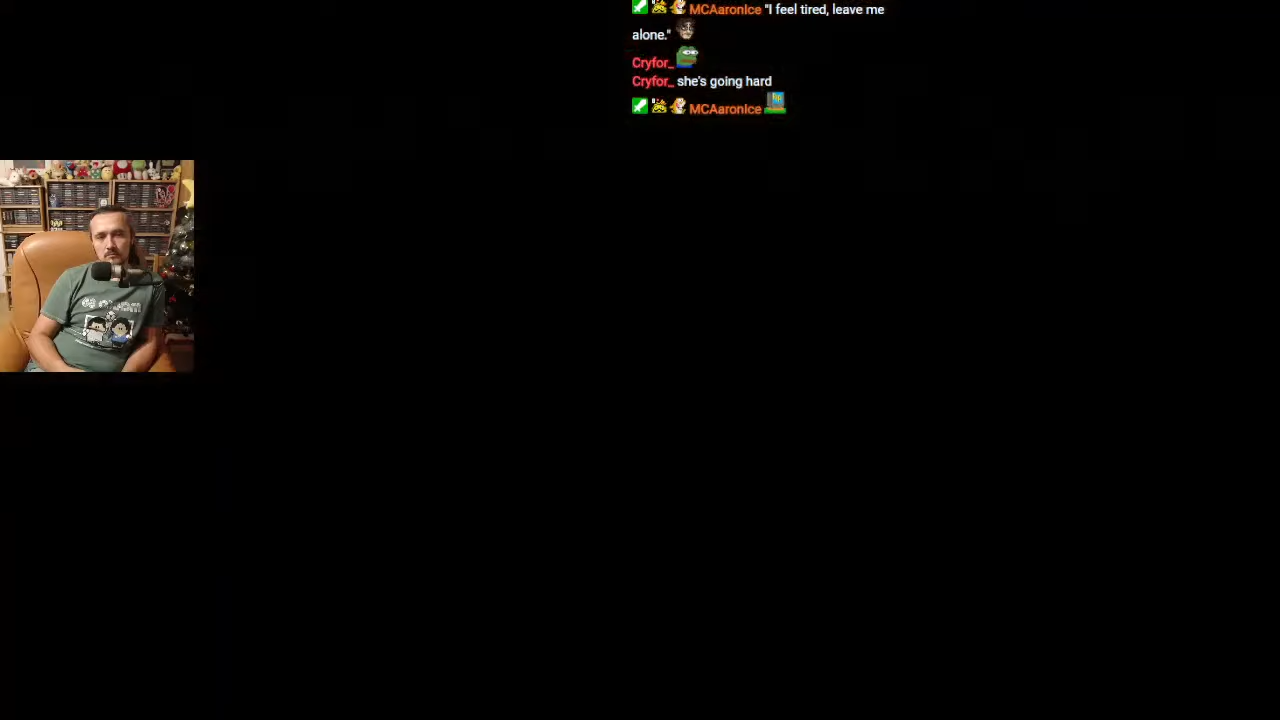 MCAaronIce "I feel tired, leave me
alone."
Cryfor_
Cryfor_ she's going hard
MCAaronIce